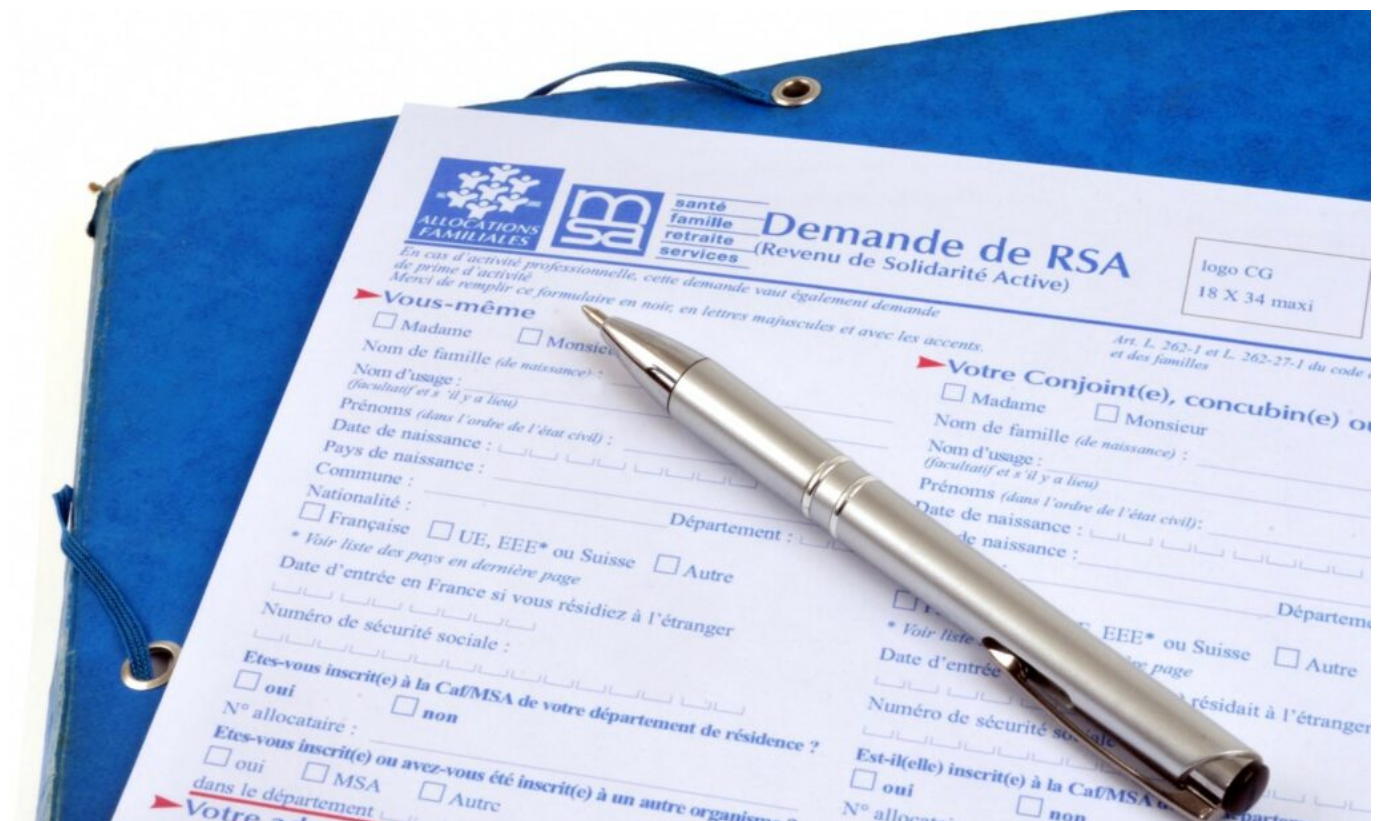 ALLOCATIONS
FAMILIALES
msa
santé
famille
retraite
services
Demande de RSA
(Revenu de Solidarité Active)
logo CG
18 X 34 maxi
En cas d'activité professionnelle, cette demande vaut également demande
de prime d'activité
Merci de remplir ce formulaire en noir, en lettres majuscules et avec les accents.
Art. L. 262-1 et L. 262-27-1 du code
et des familles
Vous-même
Madame
Nom de famille (de naissance) :
Nom d'usage :
(facultatif et s 'il y a lieu)
Prénoms (dans l'ordre de l'état civil) :
Date de naissance :
Pays de naissance :
Commune :
Département :
Nationalité :
Française UE, EEE* ou Suisse Autre
* Voir liste des pays en dernière page
Date d'entrée en France si vous résidiez à l'étranger
Numéro de sécurité sociale :
Etes-vous inscrit(e) à la Caf/MSA de votre département de résidence ?
oui non
N° allocataire :
Etes-vous inscrit(e) ou avez-vous été inscrit(e) à un autre organisme ?
oui MSA Autre
dans le département
Votre
Votre Conjoint(e), concubin(e)
Madame Monsieur
Nom de famille (de naissance) :
Nom d'usage :
(facultatif et s'il y a lieu)
Prénoms (dans l'ordre de l'état civil):
Date de naissance :
de naissance :
EEE* ou Suisse Autre
* Voir liste page
Date d'entrée résidait à l'étranger
Numéro de sécurité sociale
Est-il(elle) inscrit(e) à la Caf/MSA
oui non
N°